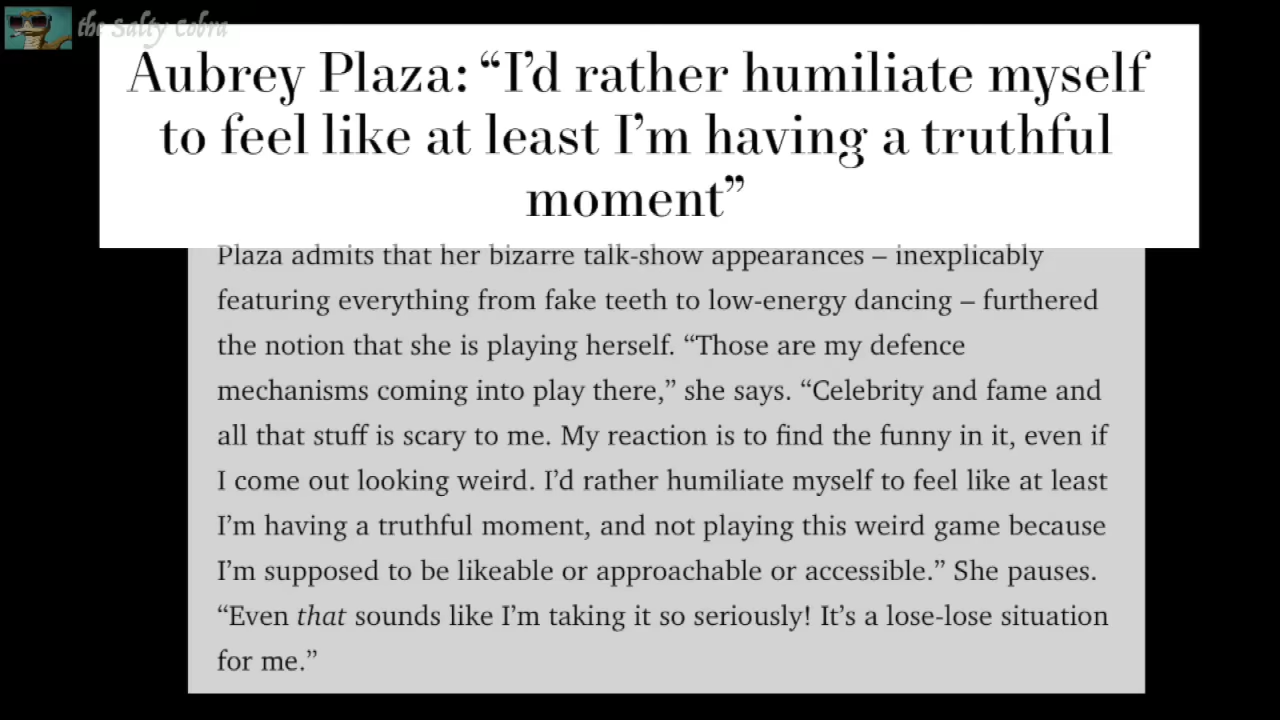 the Salty Cobra
Aubrey Plaza: “I’d rather humiliate myself
to feel like at least I’m having a truthful
moment”
Plaza admits that her bizarre talk-show appearances – inexplicably
featuring everything from fake teeth to low-energy dancing – furthered
the notion that she is playing herself. “Those are my defence
mechanisms coming into play there,” she says. “Celebrity and fame and
all that stuff is scary to me. My reaction is to find the funny in it, even if
I come out looking weird. I’d rather humiliate myself to feel like at least
I’m having a truthful moment, and not playing this weird game because
I’m supposed to be likeable or approachable or accessible.” She pauses.
“Even that sounds like I’m taking it so seriously! It’s a lose-lose situation
for me.”